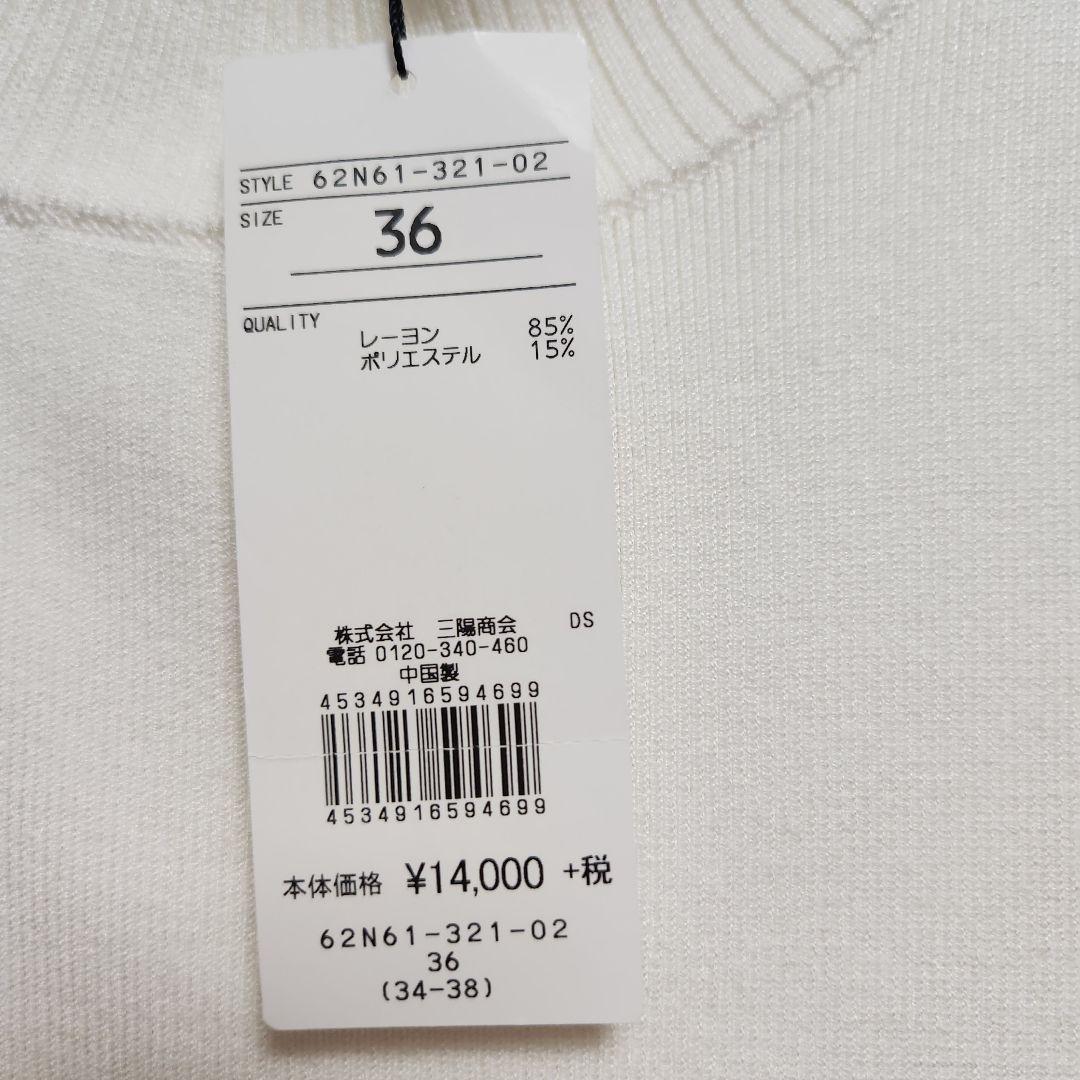 STYLE 62N61-321-02
SIZE 36
QUALITY
レーヨン 85%
ポリエステル 15%
株式会社 三陽商会 DS
電話 0120-340-460
中国製
4534916594699
4534916594699
本体価格 ¥14,000 +税
62N61-321-02
36
(34-38)